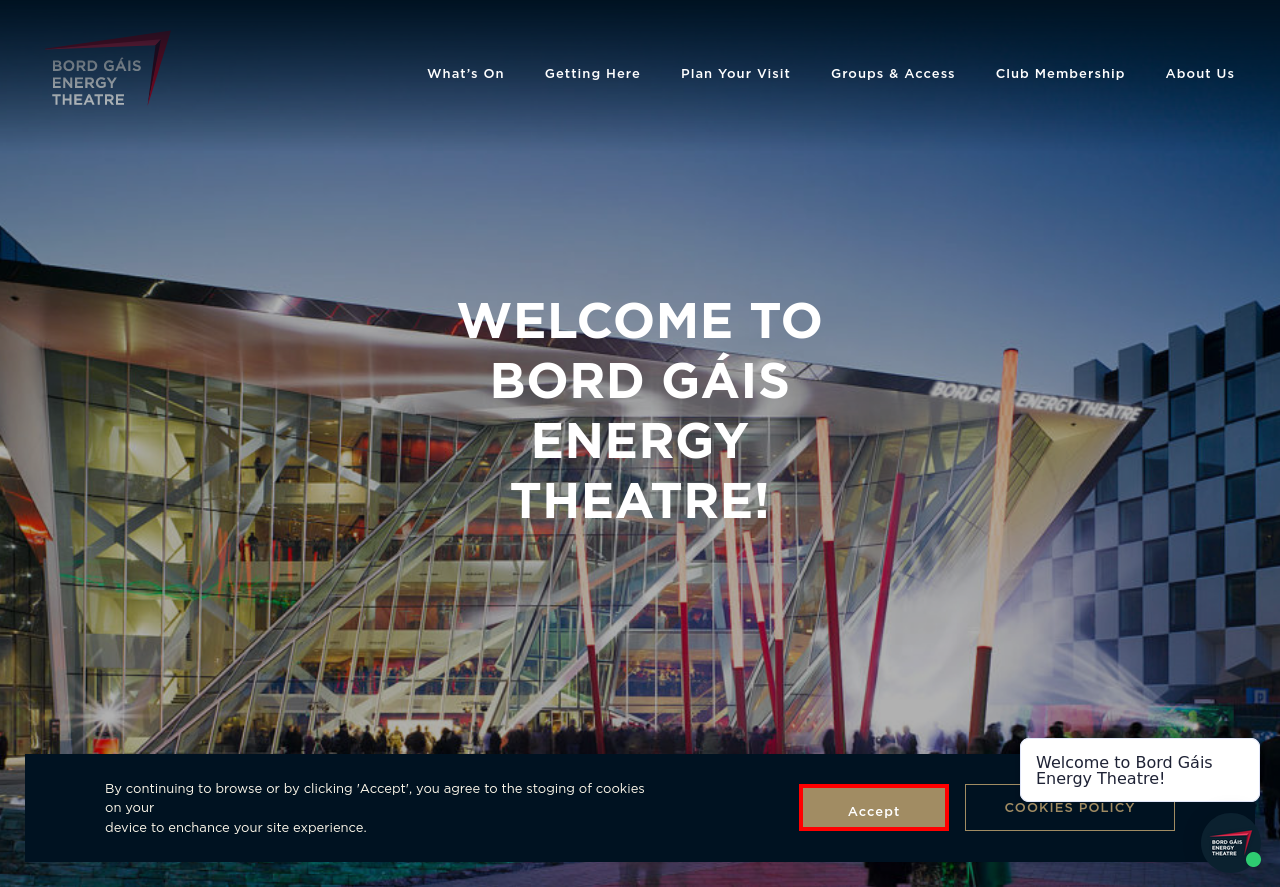 BORD GÁIS
ENERGY
THEATRE
What's On
Getting Here
Plan Your Visit
Groups & Access
Club Membership
About Us
WELCOME TO
BORD GÁIS
ENERGY
THEATRE!
BORD GÁIS ENERGY THEATRE
By continuing to browse or by clicking 'Accept', you agree to the stoging of cookies
on your
device to enchance your site experience.
Accept
COOKIES POLICY
Welcome to Bord Gáis
Energy Theatre!
BORD GÁIS
ENERGY
THEATRE